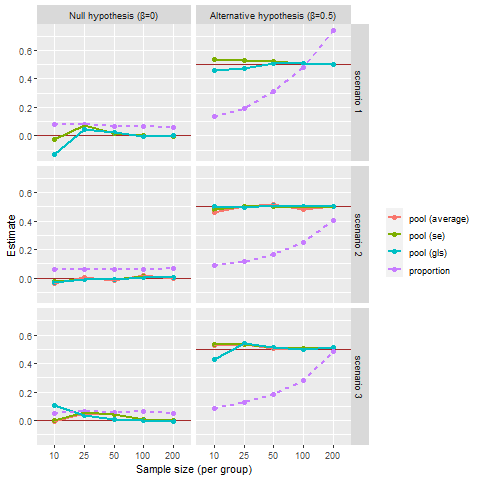 Null hypothesis (β=0) Alternative hypothesis (β=0.5)
0.6
0.4
0.2
0.0
scenario 1
0.6
0.4
0.2
0.0
scenario 2
0.6
0.4
0.2
0.0
scenario 3
Estimate
10 25 50 100 200 10 25 50 100 200
Sample size (per group)
pool (average)
pool (se)
pool (gls)
proportion